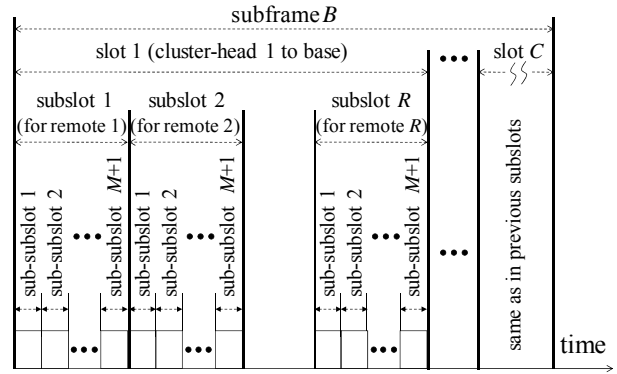 subframe B
slot 1 (cluster-head 1 to base)
•••
slot C
subslot 1
(for remote 1)
subslot 2
(for remote 2)
subslot R
(for remote R)
sub-subslot 1
sub-subslot 2
•••
sub-subslot M+1
sub-subslot 1
sub-subslot 2
•••
sub-subslot M+1
sub-subslot 1
sub-subslot 2
•••
sub-subslot M+1
•••
same as in previous subslots
•••
•••
•••
time